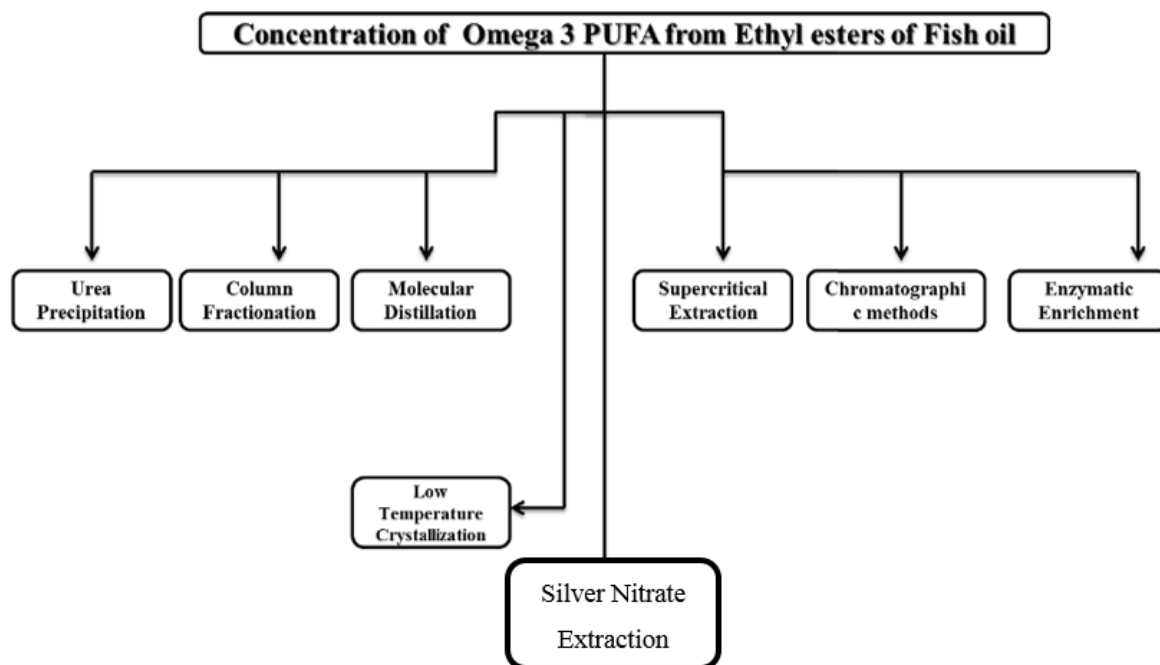 Concentration of Omega 3 PUFA from Ethyl esters of Fish oil
Urea
Precipitation
Column
Fractionation
Molecular
Distillation
Supercritical
Extraction
Chromatographi
c methods
Enzymatic
Enrichment
Low
Temperature
Crystallization
Silver Nitrate
Extraction